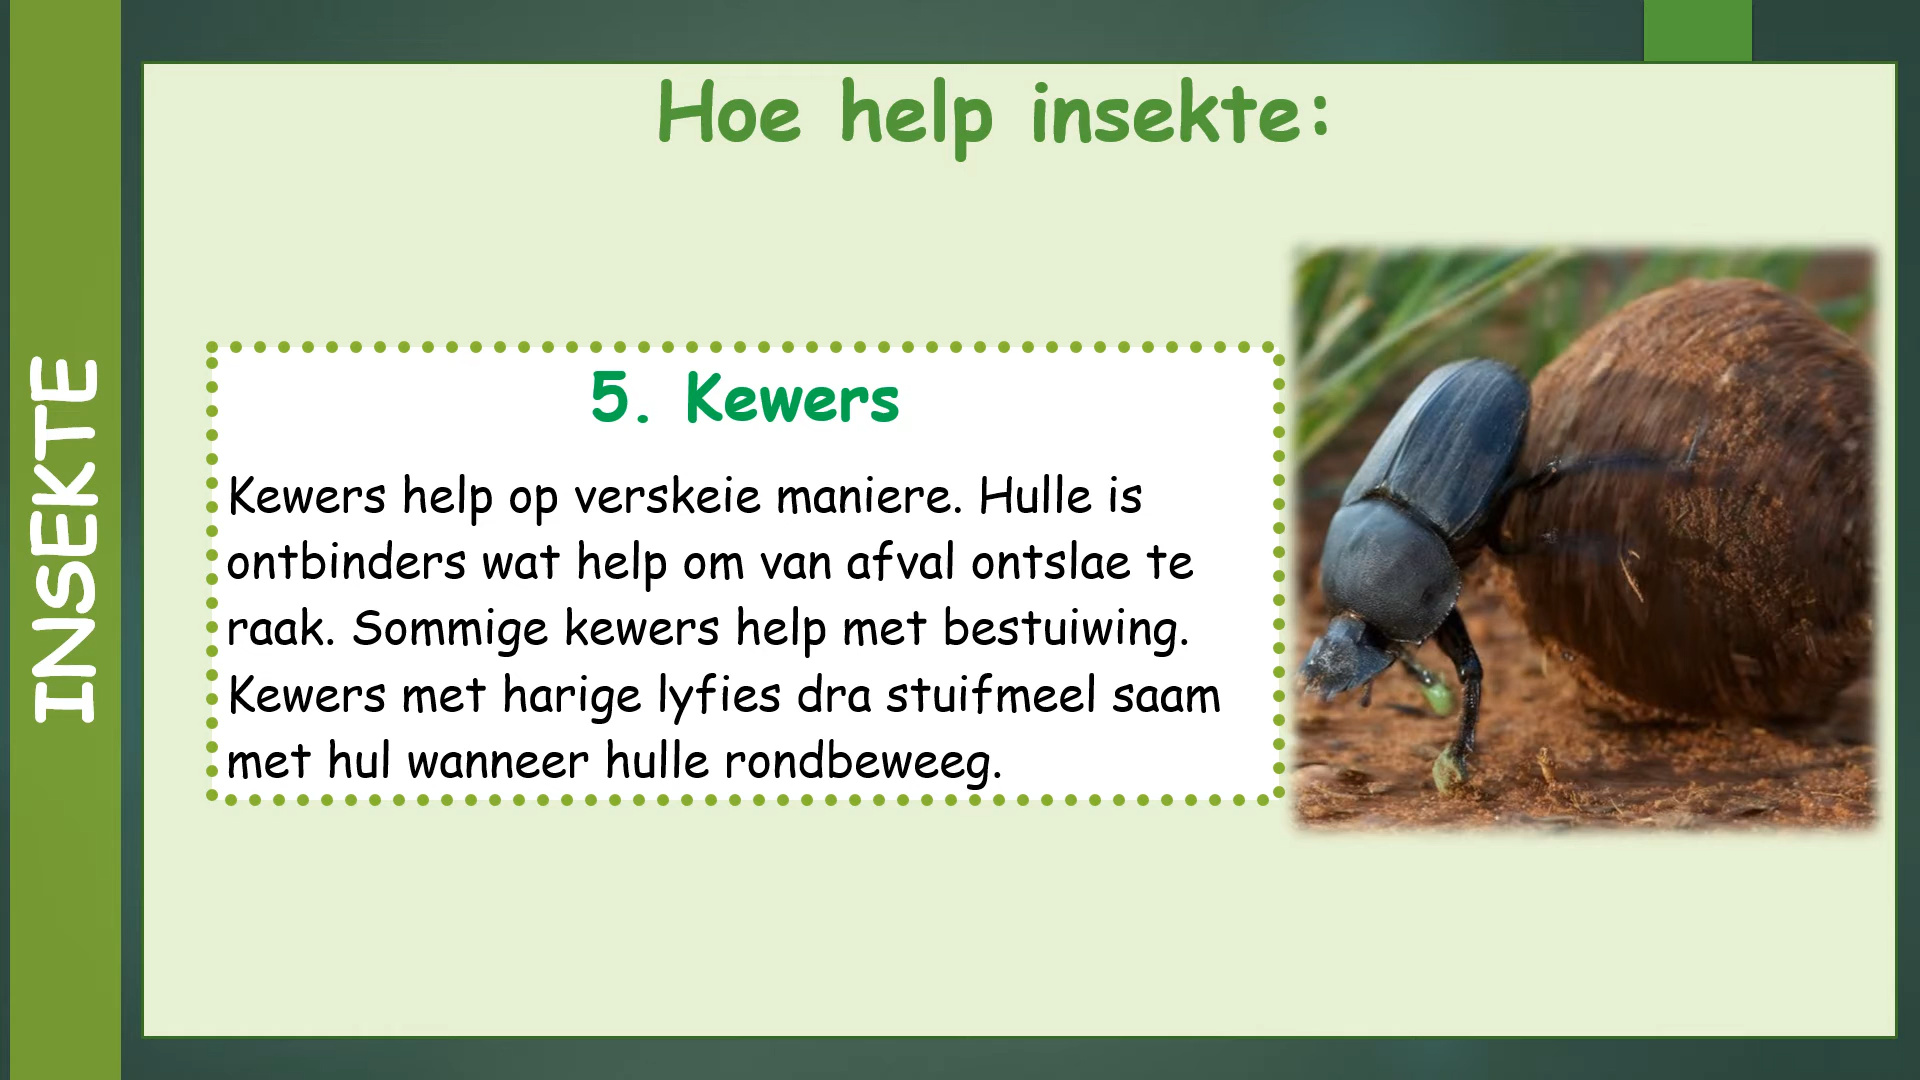 INSEKTE
Hoe help insekte:
5. Kewers
Kewers help op verskeie maniere. Hulle is
ontbinders wat help om van afval ontslae te
raak. Sommige kewers help met bestuiwing.
Kewers met harige lyfies dra stuifmeel saam
met hul wanneer hulle rondbeweeg.